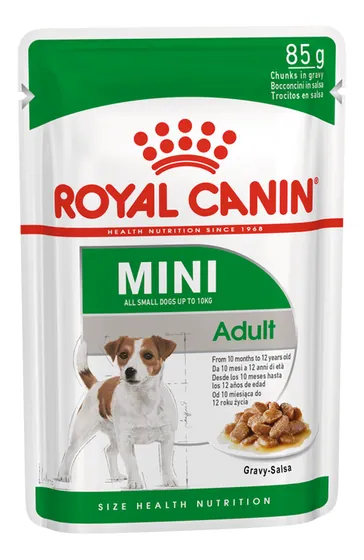 85 g
Chunks in gravy
Bocconcini in salsa
Trocitos en salsa
ROYAL CANIN®
HEALTH NUTRITION SINCE 1968
MINI
ALL SMALL DOGS UP TO 10KG
Adult
From 10 months to 12 years old
Da 10 mesi a 12 anni di età
Desde los 10 meses hasta
los 12 años de edad
Od 10 miesiąca do
12 roku życia
Gravy-Salsa
SIZE HEALTH NUTRITION